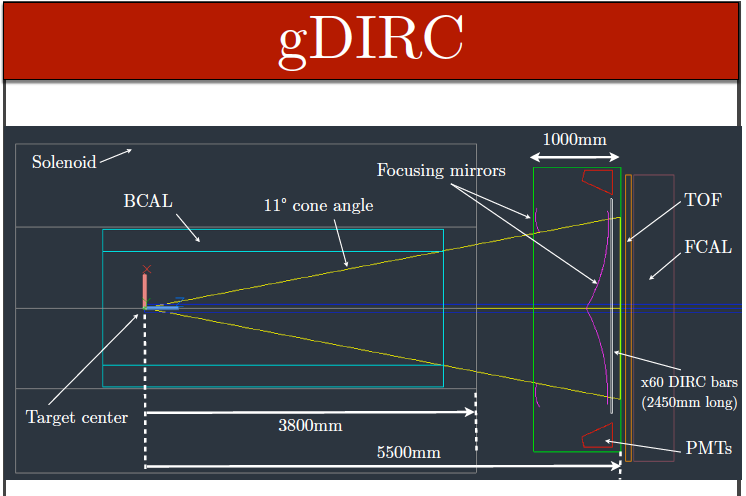 gDIRC
1000mm
Solenoid
Focusing mirrors
BCAL
11° cone angle
TOF
FCAL
x60 DIRC bars
(2450mm long)
Target center
3800mm
PMTs
5500mm